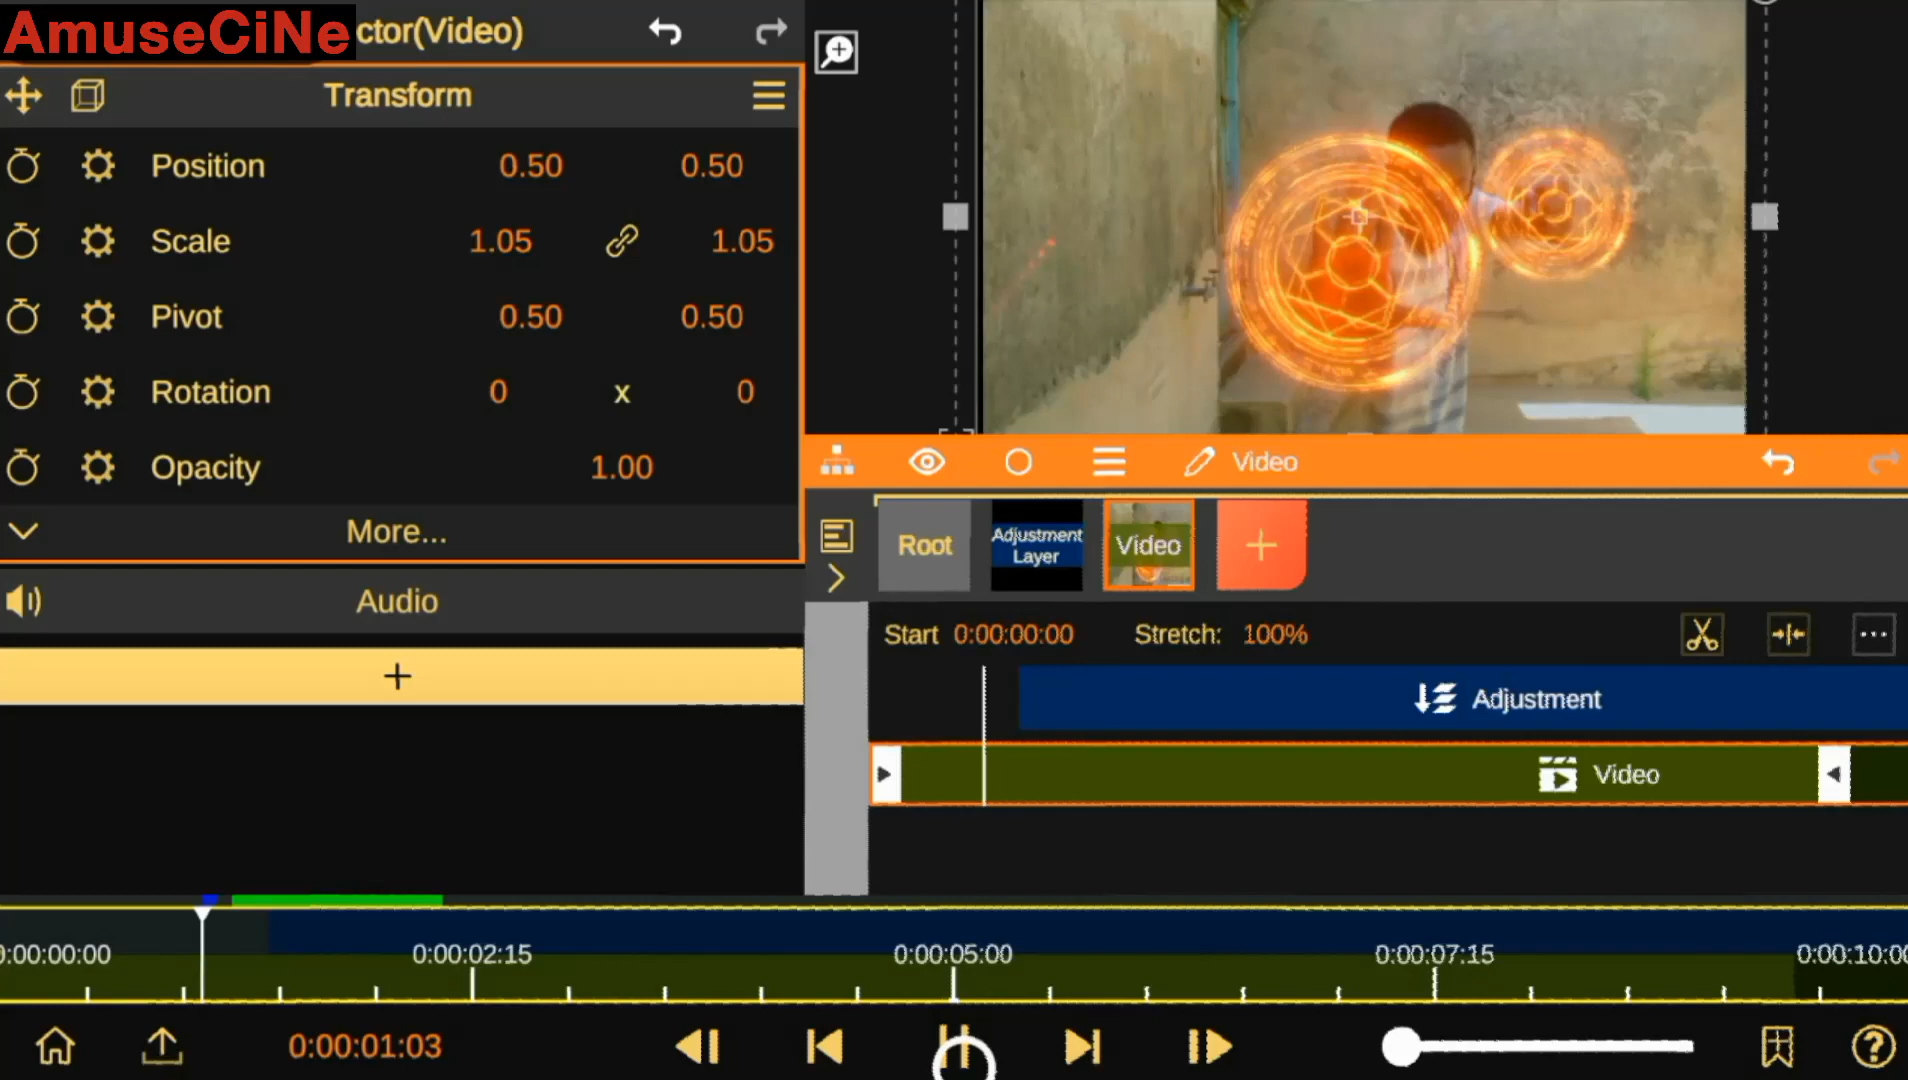 AmuseCiNe
ctor(Video)
Transform
Position 0.50 0.50
Scale 1.05 1.05
Pivot 0.50 0.50
Rotation 0 x 0
Opacity 1.00
More...
Audio
+
Video
Root
Adjustment
Layer
Video
+
Start 0:00:00:00 Stretch: 100%
Adjustment
Video
0:00:00:00 0:00:02:15 0:00:05:00 0:00:07:15 0:00:10:00
0:00:01:03